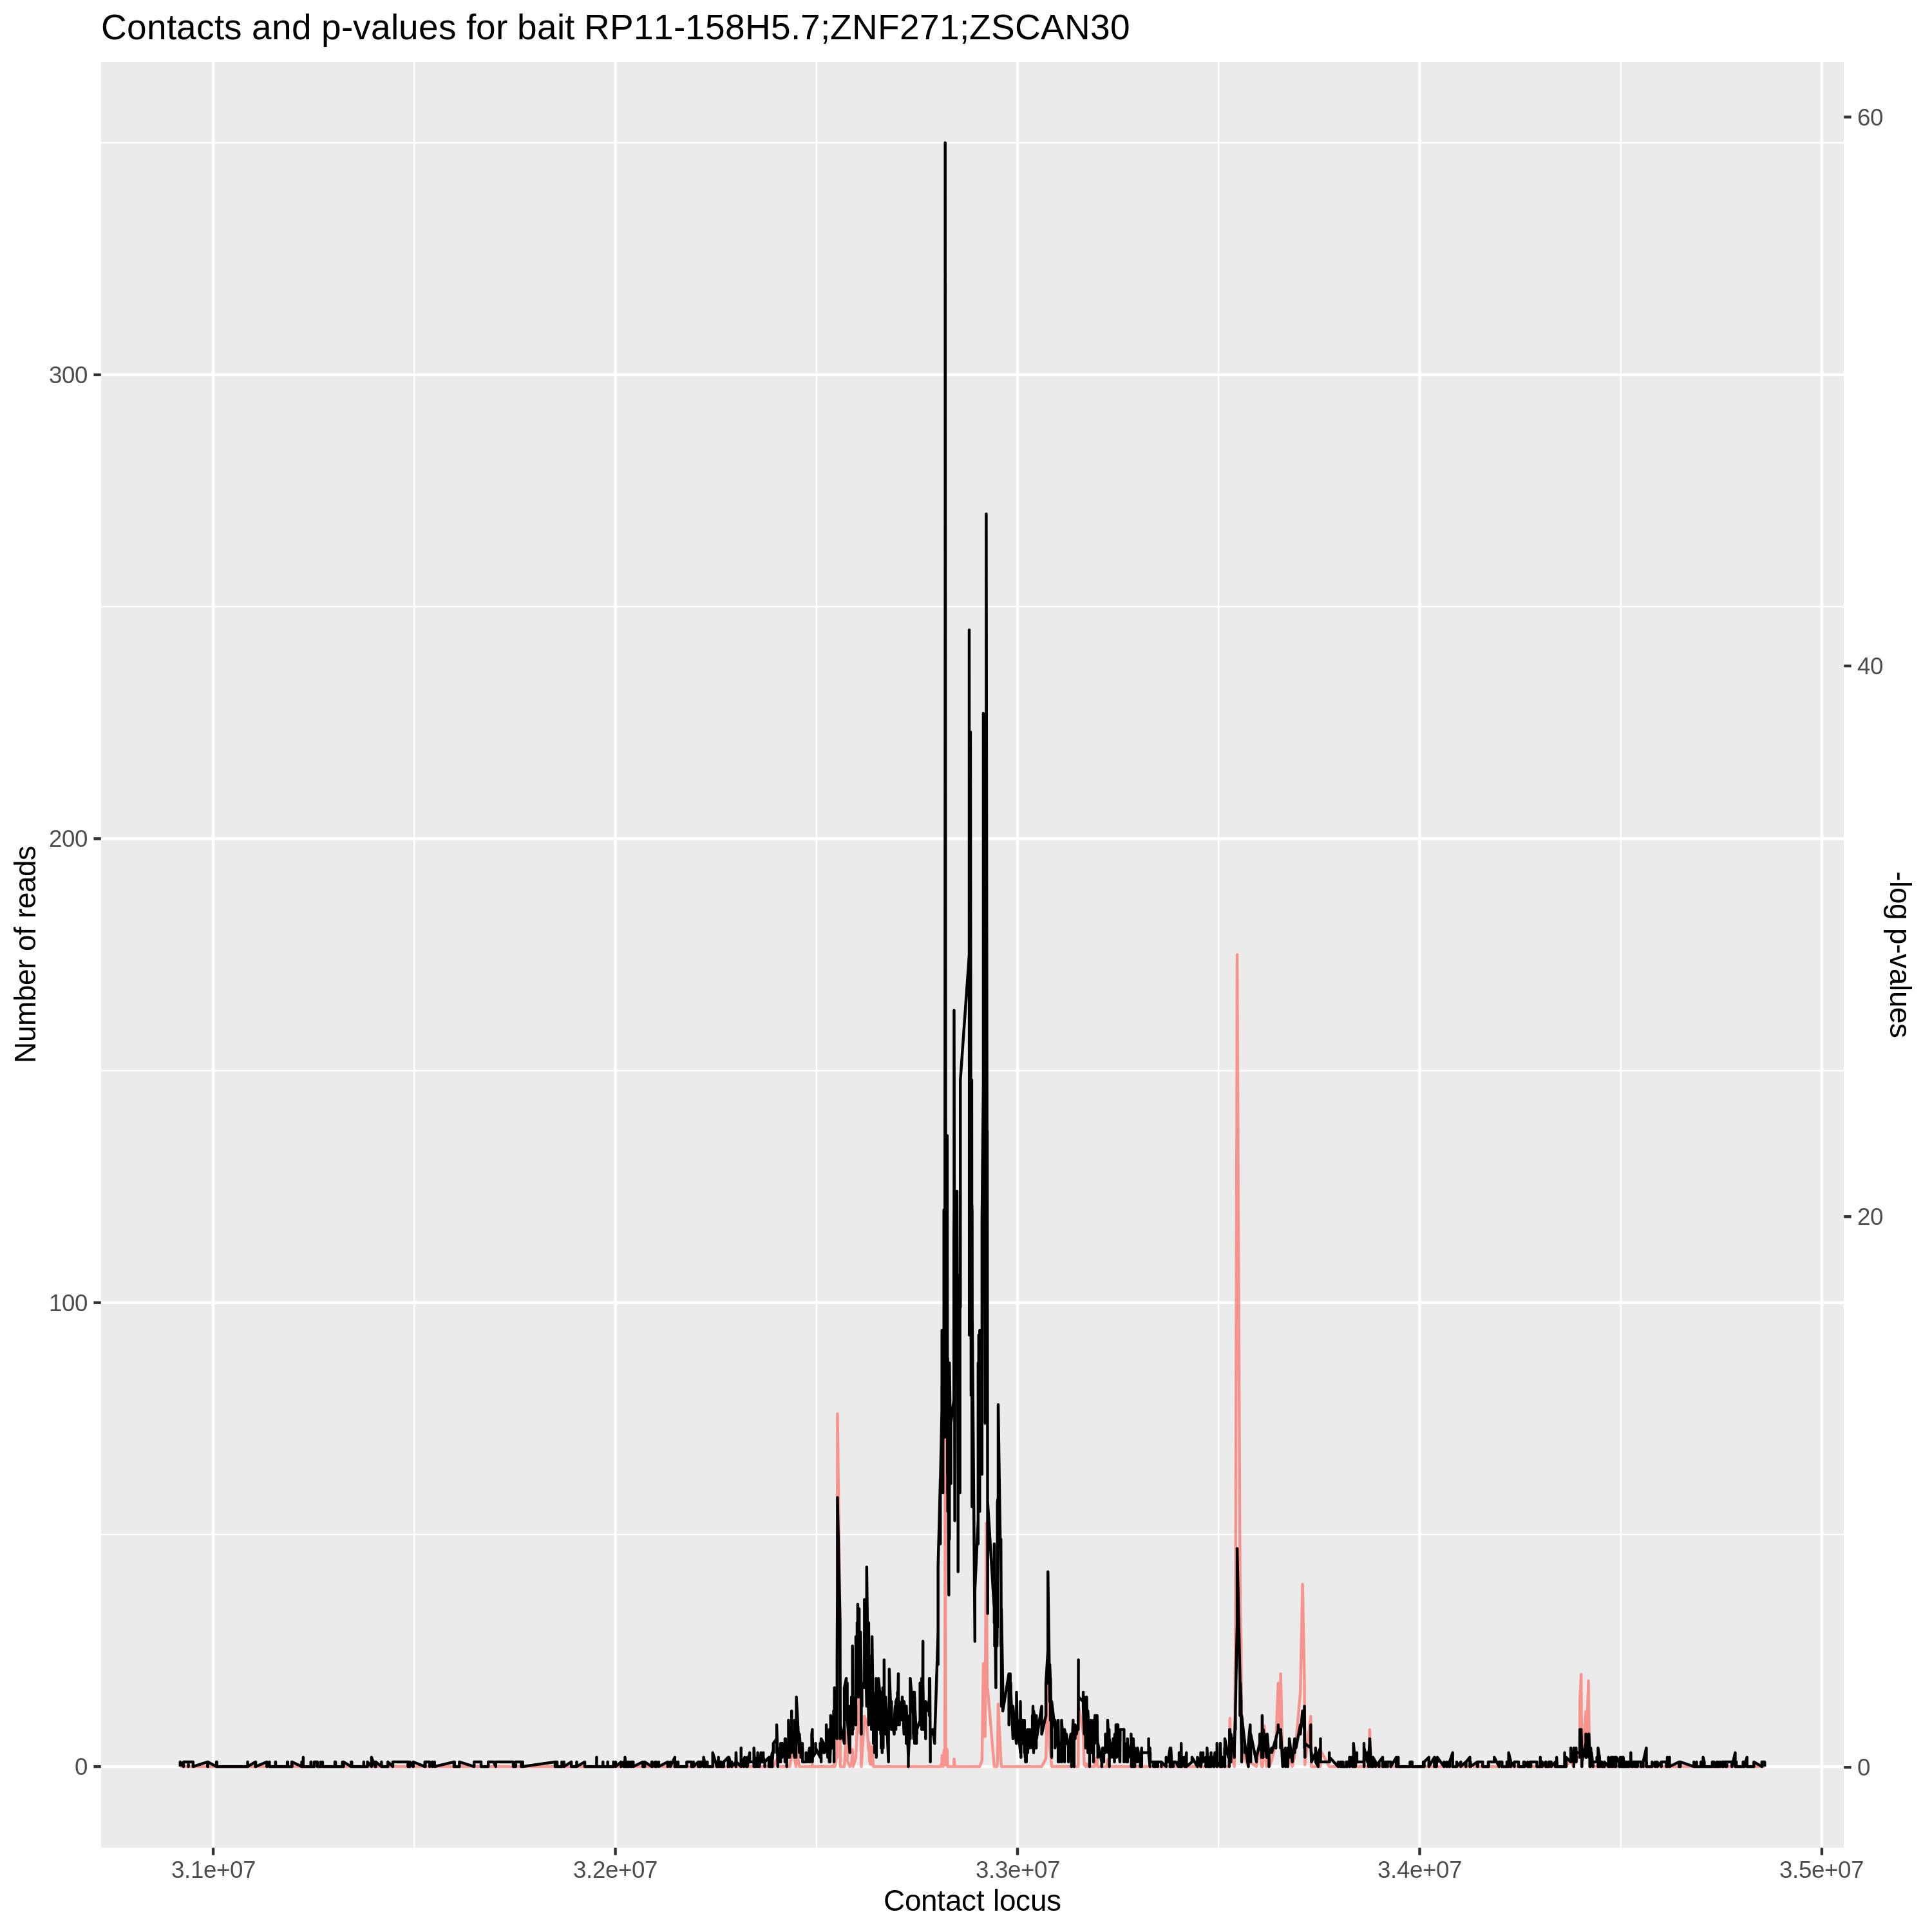 Contacts and p-values for bait RP11-158H5.7;ZNF271;ZSCAN30
Number of reads
300
200
100
0
60
40
20
0
-log p-values
3.1e+07 3.2e+07 3.3e+07 3.4e+07 3.5e+07
Contact locus